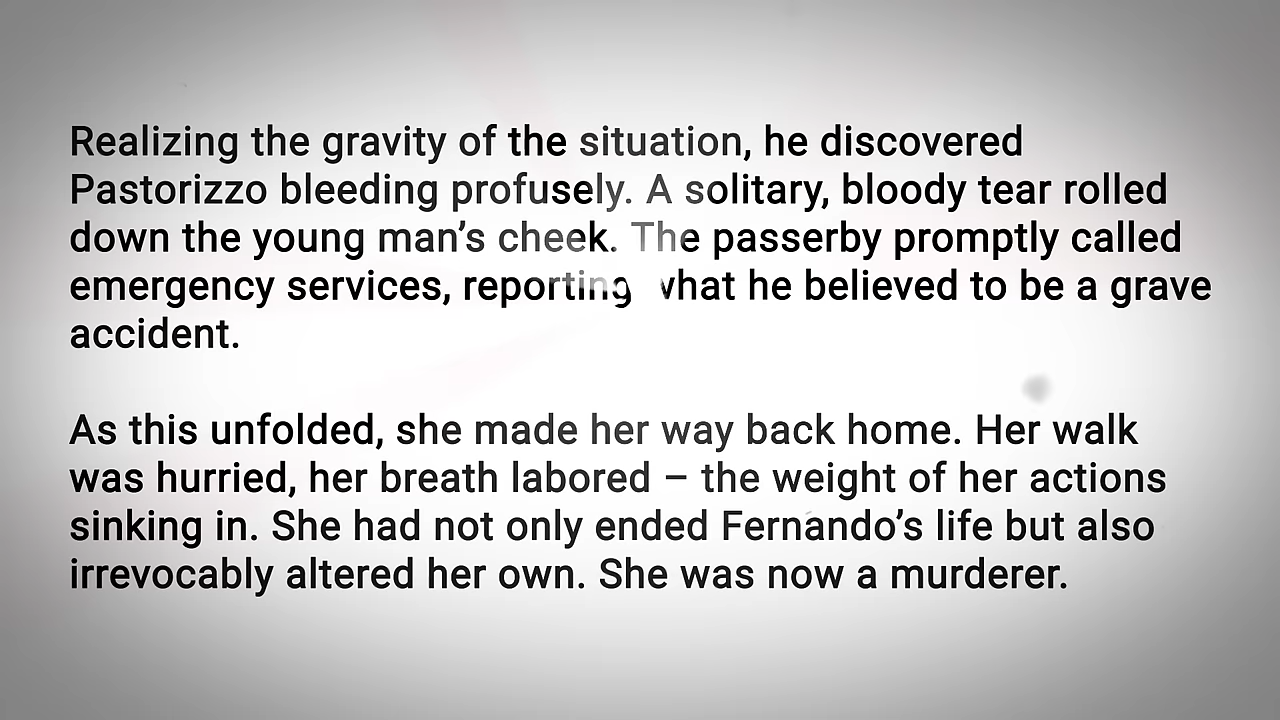 Realizing the gravity of the situation, he discovered
Pastorizzo bleeding profusely. A solitary, bloody tear rolled
down the young man’s cheek. The passerby promptly called
emergency services, reporting what he believed to be a grave
accident.
As this unfolded, she made her way back home. Her walk
was hurried, her breath labored – the weight of her actions
sinking in. She had not only ended Fernando’s life but also
irrevocably altered her own. She was now a murderer.